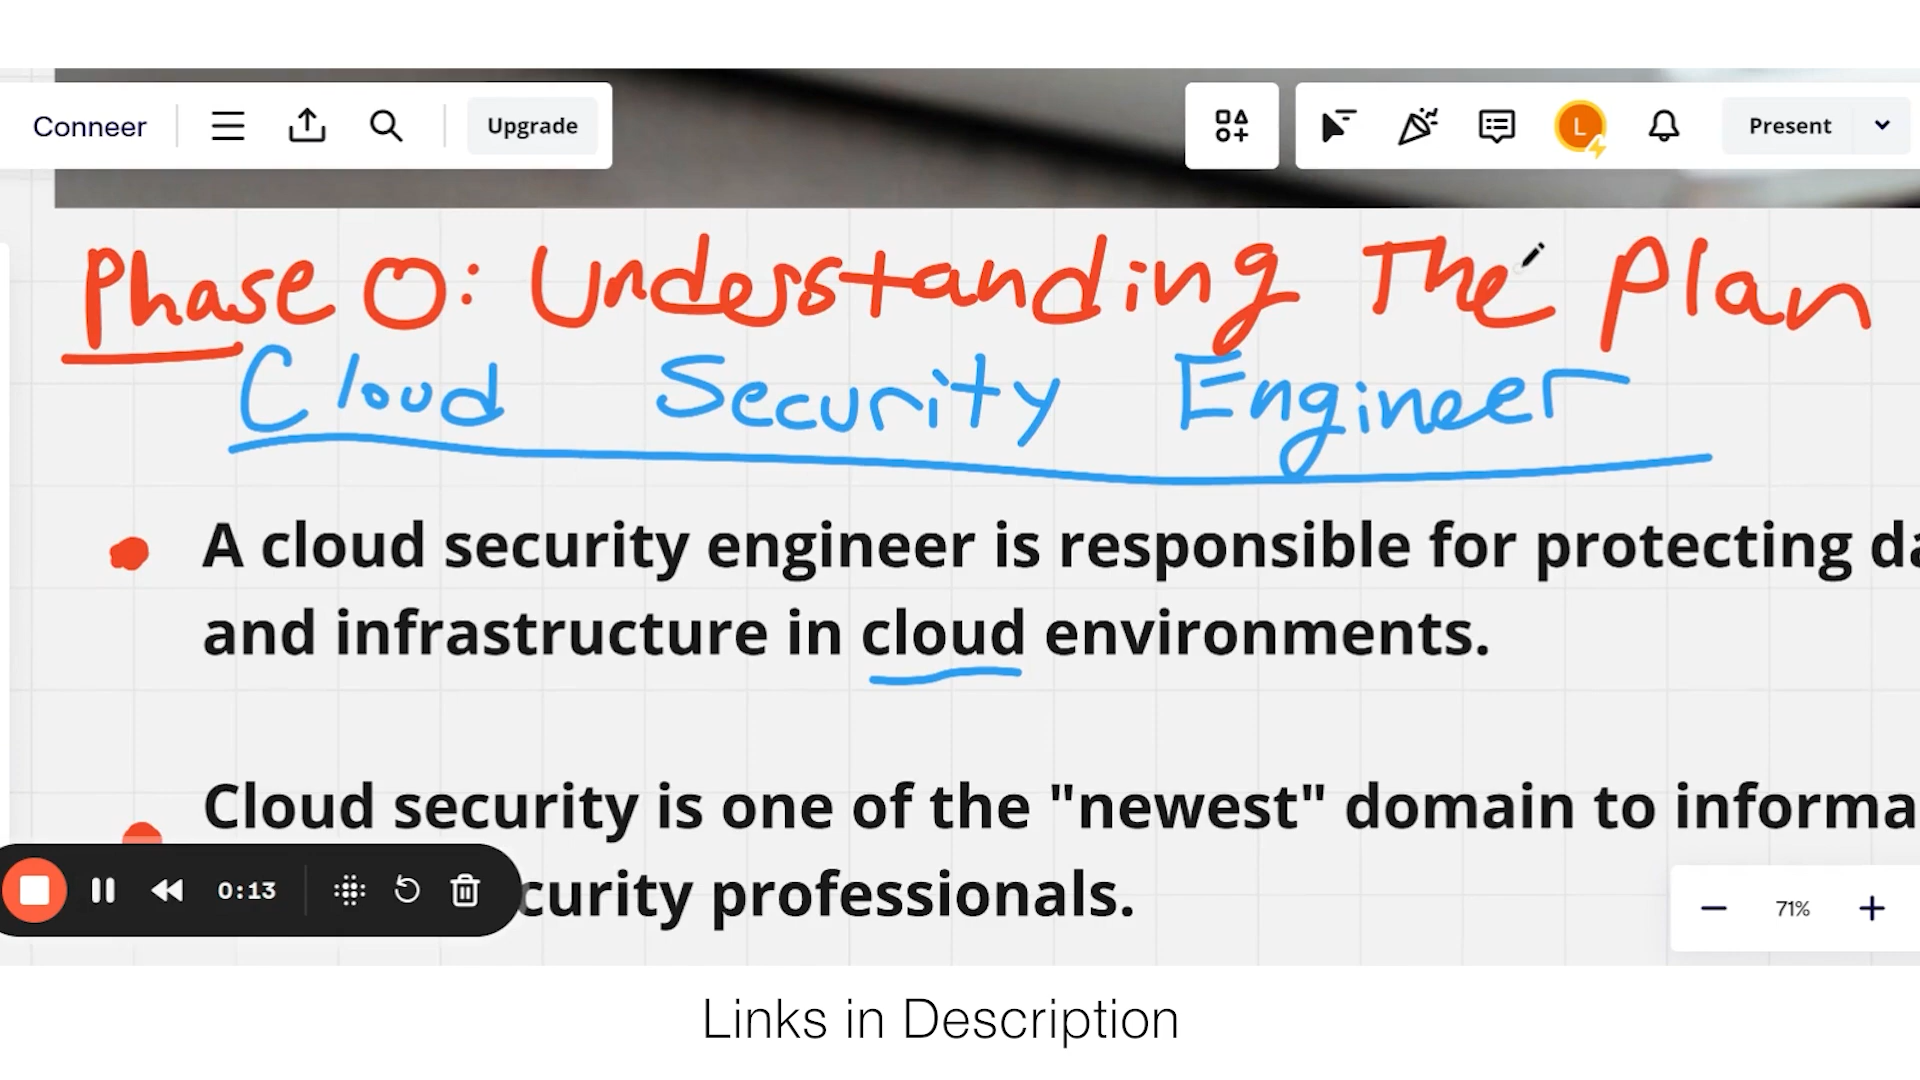 Conneer Upgrade L Present
Phase 0: Understanding The Plan
Cloud Security Engineer
A cloud security engineer is responsible for protecting da
and infrastructure in cloud environments.
Cloud security is one of the "newest" domain to informa
curity professionals.
0:13
71%
Links in Description